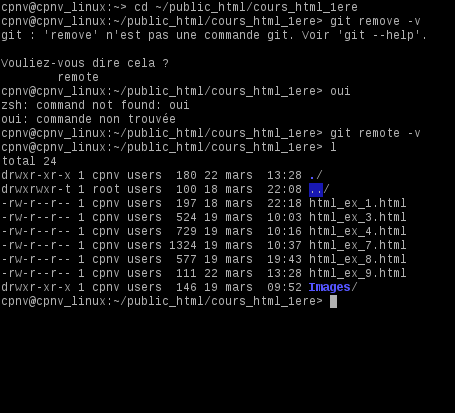 cpnv@cpnv_linux:~> cd ~/public_html/cours_html_1ere
cpnv@cpnv_linux:~/public_html/cours_html_1ere> git remove -v
git : 'remove' n'est pas une commande git. Voir 'git --help'.

Vouliez-vous dire cela ?
        remote
cpnv@cpnv_linux:~/public_html/cours_html_1ere> oui
zsh: command not found: oui
oui: commande non trouvée
cpnv@cpnv_linux:~/public_html/cours_html_1ere> git remote -v
cpnv@cpnv_linux:~/public_html/cours_html_1ere> l
total 24
drwxr-xr-x 1 cpnv users  180 22 mars  13:28 ./
drwxrwxr-t 1 root users  100 18 mars  22:08 ../
-rw-r--r-- 1 cpnv users  197 18 mars  22:18 html_ex_1.html
-rw-r--r-- 1 cpnv users  524 19 mars  10:03 html_ex_3.html
-rw-r--r-- 1 cpnv users  729 19 mars  10:16 html_ex_4.html
-rw-r--r-- 1 cpnv users 1324 19 mars  10:37 html_ex_7.html
-rw-r--r-- 1 cpnv users  577 19 mars  19:43 html_ex_8.html
-rw-r--r-- 1 cpnv users  111 22 mars  13:28 html_ex_9.html
drwxr-xr-x 1 cpnv users  146 19 mars  09:52 Images/
cpnv@cpnv_linux:~/public_html/cours_html_1ere>